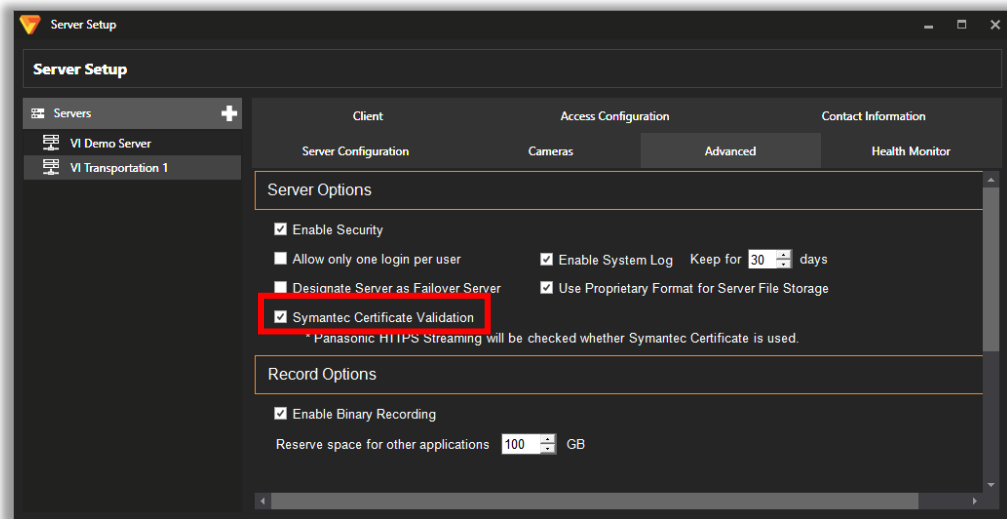 Server Setup
Server Setup
Servers
VI Demo Server
VI Transportation 1
Client Access Configuration Contact Information
Server Configuration Cameras Advanced Health Monitor
Server Options
Enable Security
Allow only one login per user Enable System Log Keep for 30 days
Designate Server as Failover Server Use Proprietary Format for Server File Storage
Symantec Certificate Validation
* Panasonic HTTPS Streaming will be checked whether Symantec Certificate is used.
Record Options
Enable Binary Recording
Reserve space for other applications 100 GB